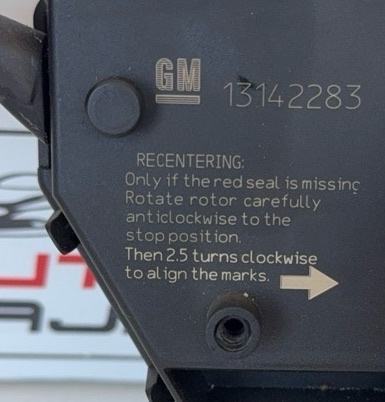 GM 13142283
RECENTERING:
Only if the red seal is missing
Rotate rotor carefully
anticlockwise to the
stop position.
Then 2.5 turns clockwise
to align the marks.